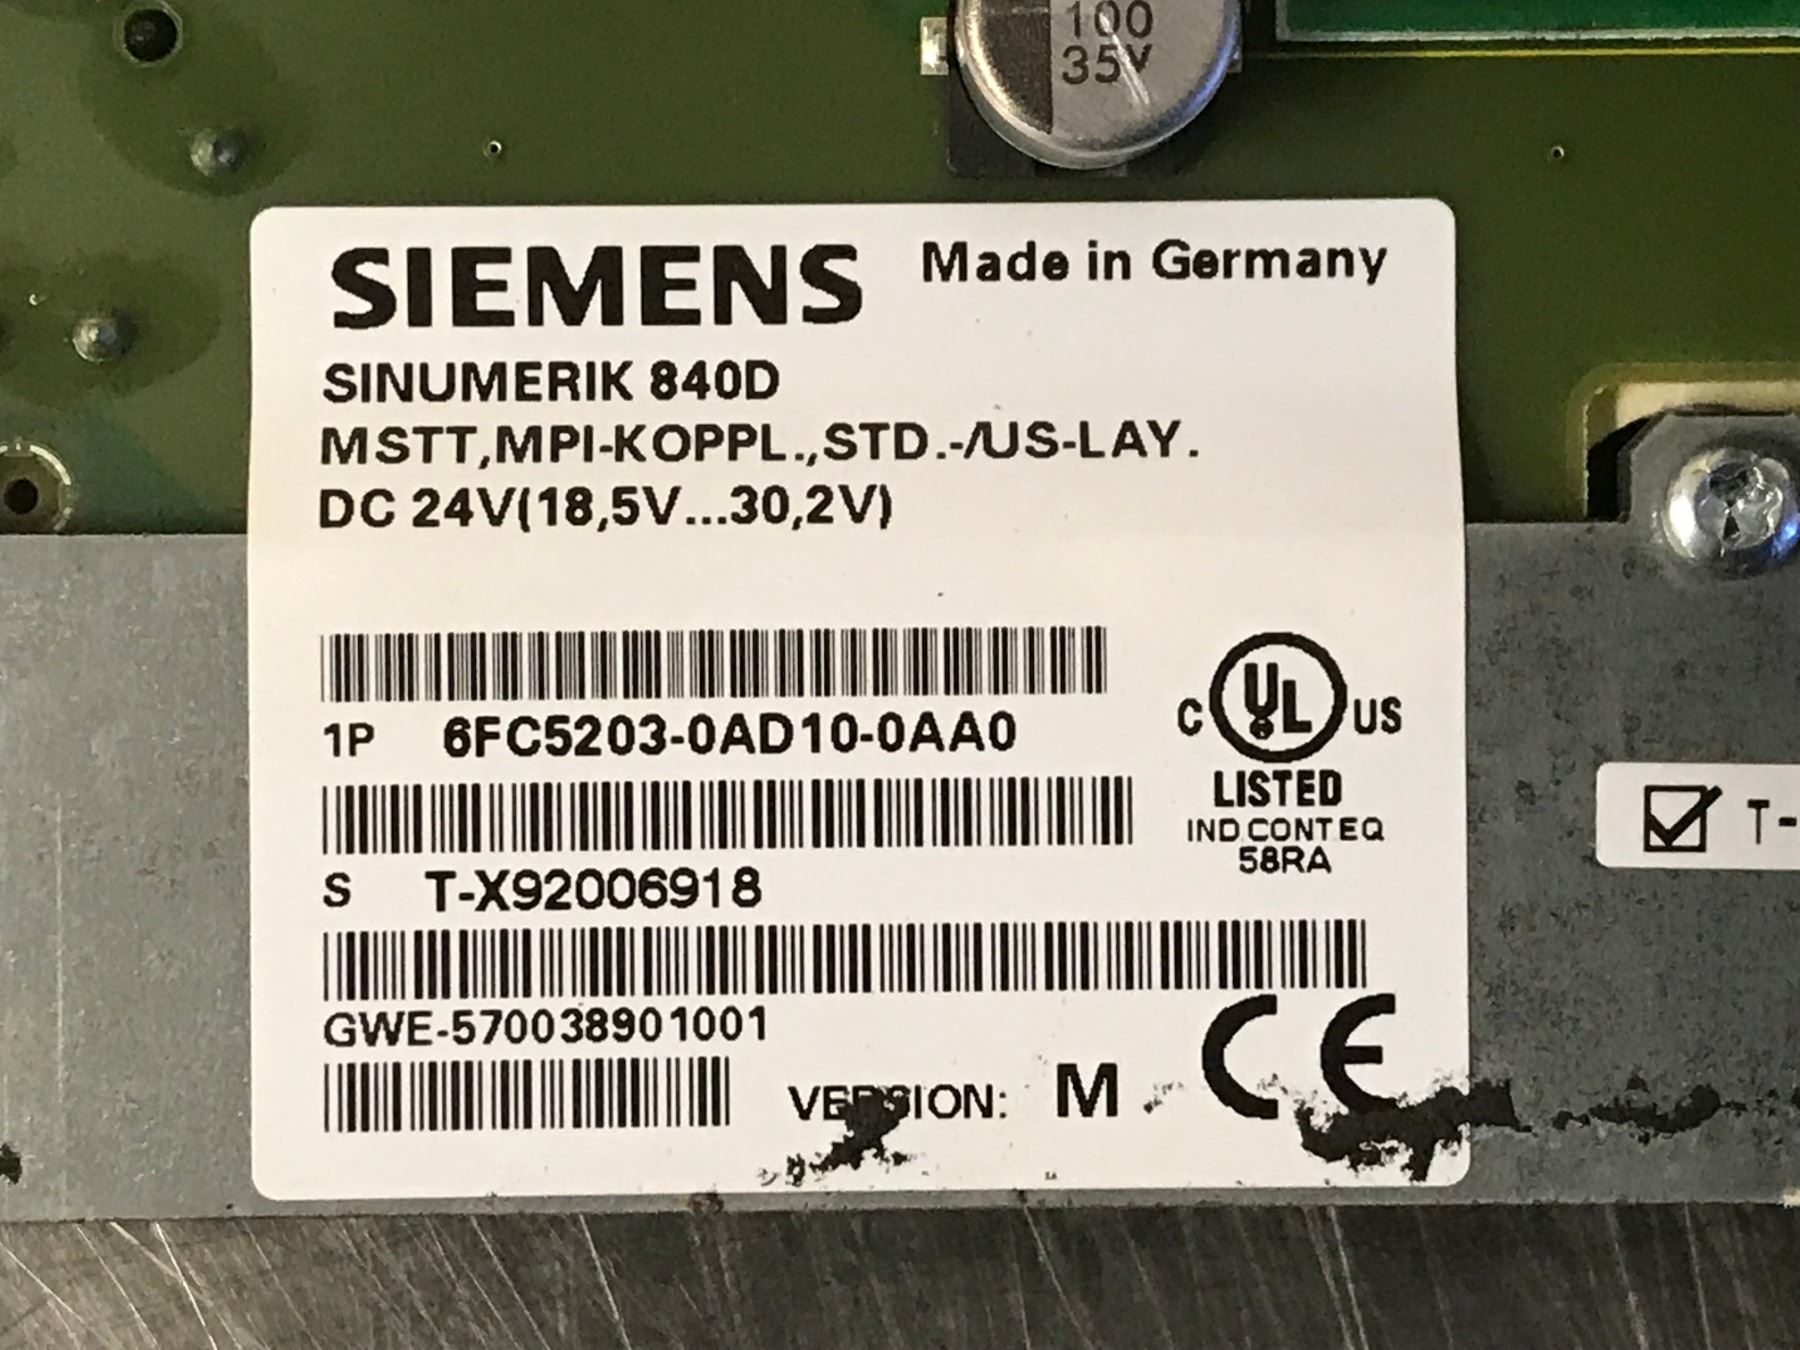 100
35V
SIEMENS Made in Germany
SINUMERIK 840D
MSTT,MPI-KOPPL.,STD.-/US-LAY.
DC 24V(18,5V...30,2V)
1P 6FC5203-0AD10-0AA0
C UL US
LISTED
IND.CONT.EQ
58RA
S T-X92006918
T-
GWE-570038901001
VERSION: M CE